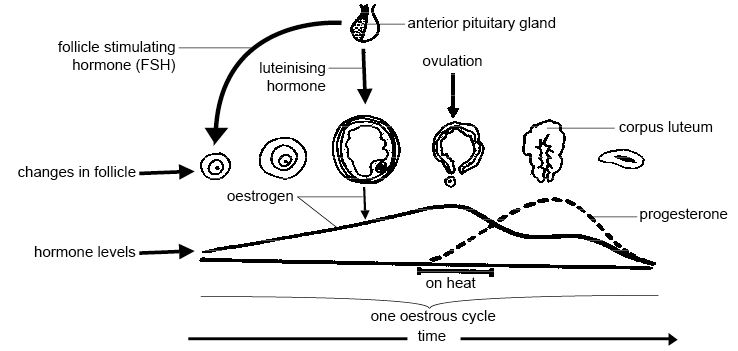 anterior pituitary gland
follicle stimulating
hormone (FSH)
luteinising
hormone
ovulation
corpus luteum
changes in follicle
oestrogen
progesterone
hormone levels
on heat
one oestrous cycle
time